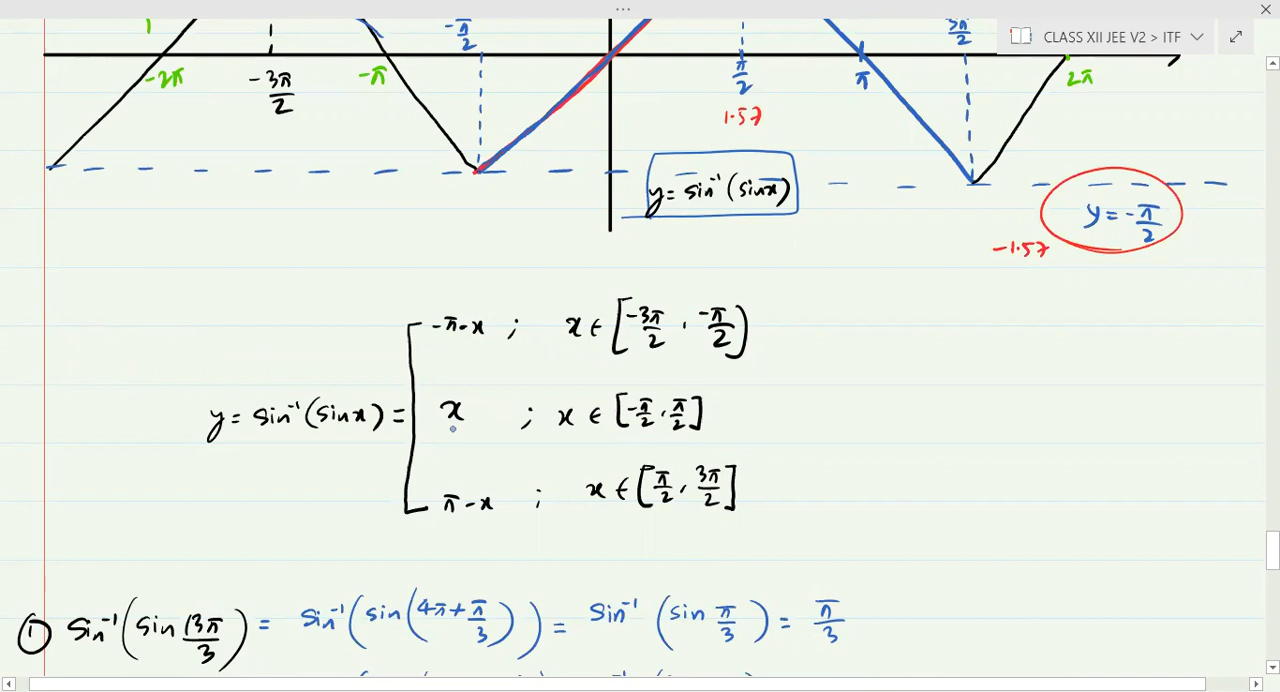 CLASS XII JEE V2 > ITF
-π/2 3π/2
-2π -3π/2 -π π/2 π 2π
1.57
y = sin⁻¹(sinx)
y = -π/2
-1.57
-π-x ; x ∈ [-3π/2, -π/2)
y = sin⁻¹(sinx) = x ; x ∈ [-π/2, π/2]
π-x ; x ∈ [π/2, 3π/2]
① sin⁻¹(sin 13π/3) = sin⁻¹(sin(4π+π/3)) = sin⁻¹(sin π/3) = π/3